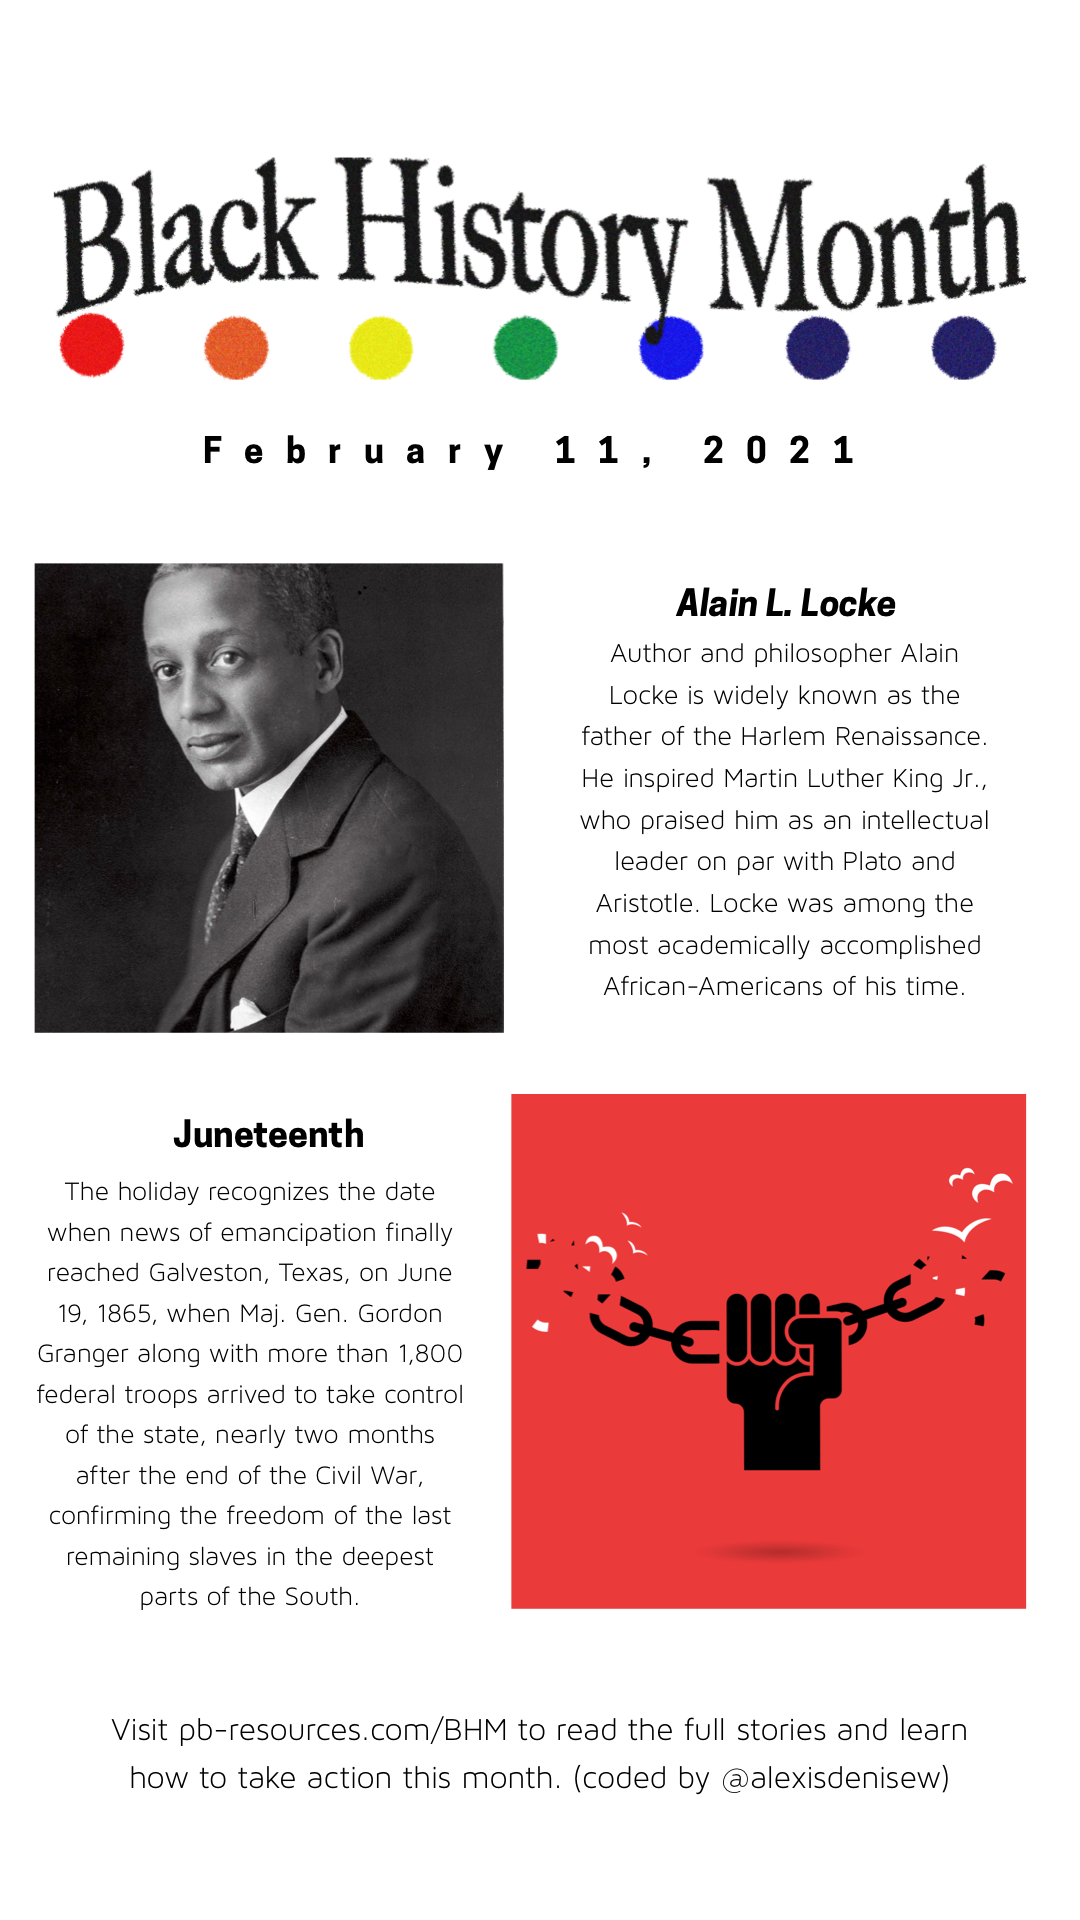 Black History Month
February 11, 2021
Alain L. Locke
Author and philosopher Alain
Locke is widely known as the
father of the Harlem Renaissance.
He inspired Martin Luther King Jr.,
who praised him as an intellectual
leader on par with Plato and
Aristotle. Locke was among the
most academically accomplished
African-Americans of his time.
Juneteenth
The holiday recognizes the date
when news of emancipation finally
reached Galveston, Texas, on June
19, 1865, when Maj. Gen. Gordon
Granger along with more than 1,800
federal troops arrived to take control
of the state, nearly two months
after the end of the Civil War,
confirming the freedom of the last
remaining slaves in the deepest
parts of the South.
Visit pb-resources.com/BHM to read the full stories and learn
how to take action this month. (coded by @alexisdenisew)